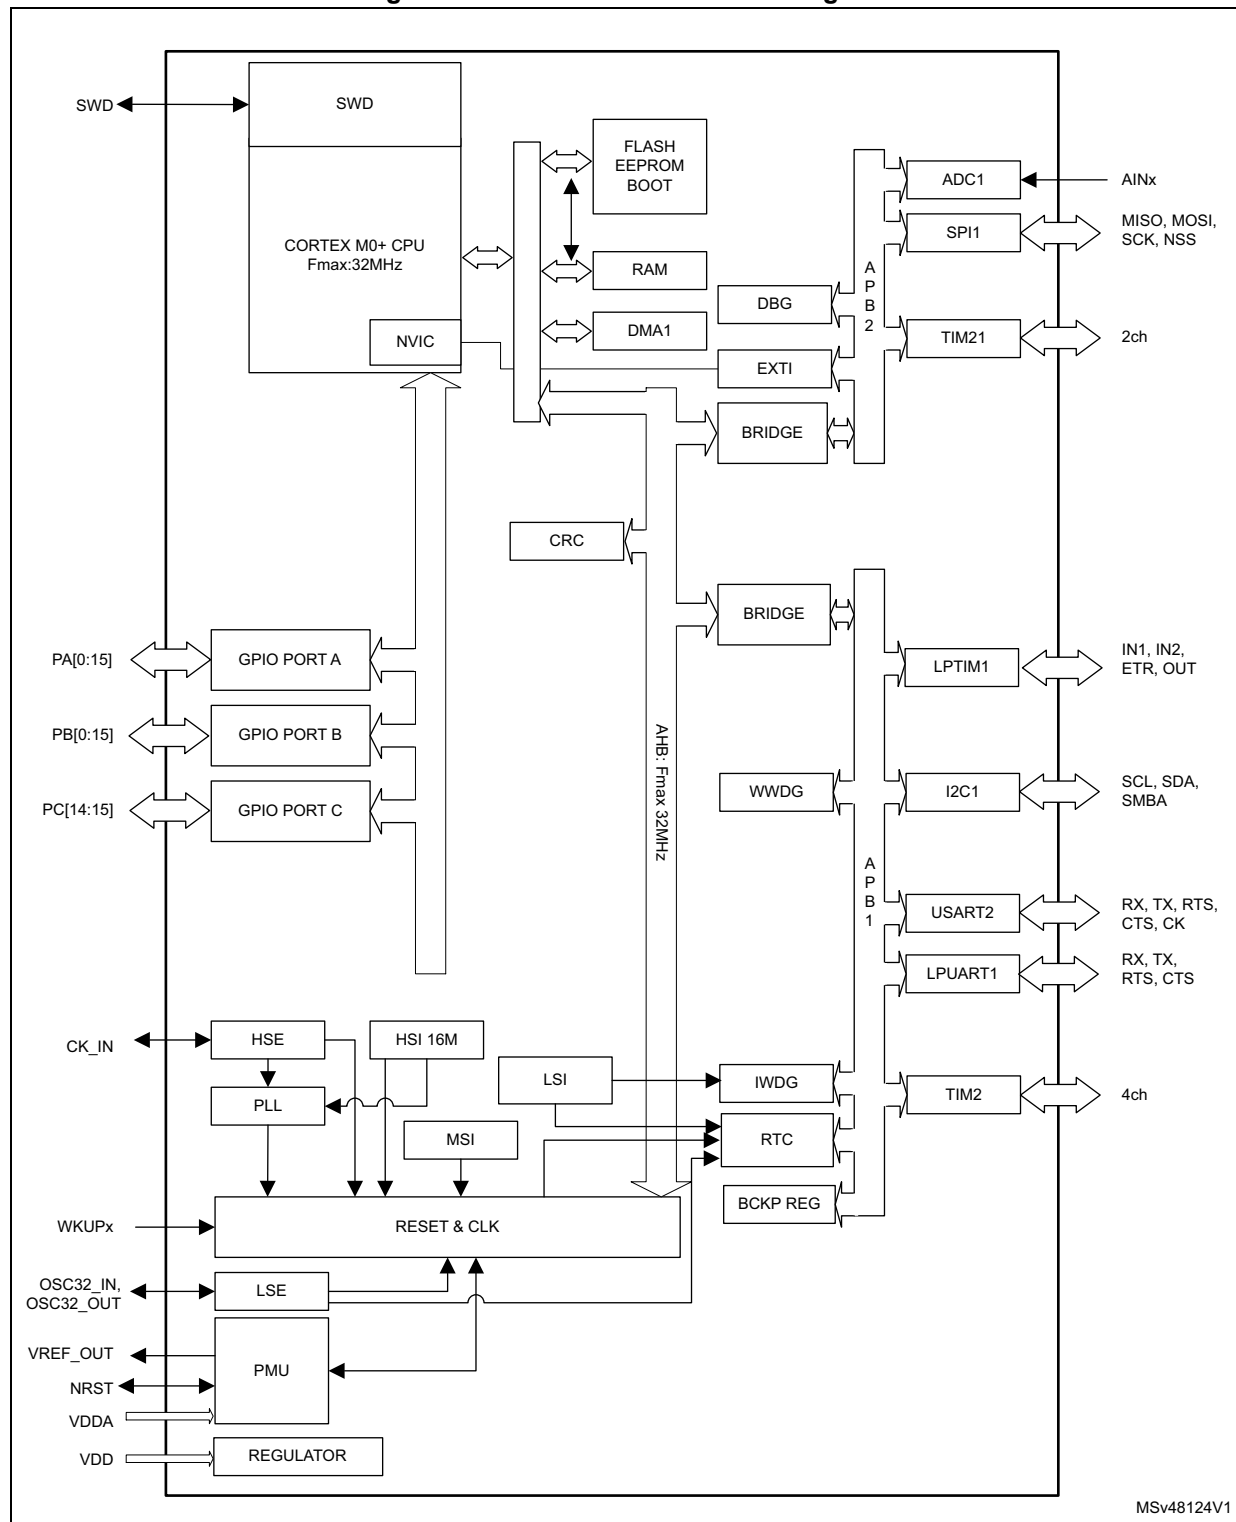 SWD
SWD
CORTEX M0+ CPU
Fmax:32MHz
NVIC
FLASH
EEPROM
BOOT
RAM
DMA1
DBG
EXTI
BRIDGE
A
P
B
2
ADC1
AINx
SPI1
MISO, MOSI,
SCK, NSS
TIM21
2ch
CRC
BRIDGE
AHB: Fmax 32MHz
PA[0:15]
GPIO PORT A
PB[0:15]
GPIO PORT B
PC[14:15]
GPIO PORT C
LPTIM1
IN1, IN2,
ETR, OUT
WWDG
I2C1
SCL, SDA,
SMBA
A
P
B
1
USART2
RX, TX, RTS,
CTS, CK
LPUART1
RX, TX,
RTS, CTS
CK_IN
HSE
HSI 16M
PLL
MSI
LSI
IWDG
RTC
BCKP REG
TIM2
4ch
WKUPx
RESET & CLK
OSC32_IN,
OSC32_OUT
LSE
VREF_OUT
NRST
VDDA
PMU
VDD
REGULATOR
MSv48124V1